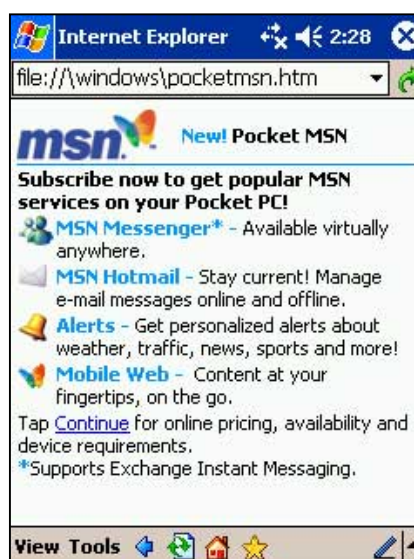 Internet Explorer 2:28
file://\windows\pocketmsn.htm
msn New! Pocket MSN
Subscribe now to get popular MSN
services on your Pocket PC!
MSN Messenger* - Available virtually
anywhere.
MSN Hotmail - Stay current! Manage
e-mail messages online and offline.
Alerts - Get personalized alerts about
weather, traffic, news, sports and more!
Mobile Web - Content at your
fingertips, on the go.
Tap Continue for online pricing, availability and
device requirements.
*Supports Exchange Instant Messaging.
View Tools